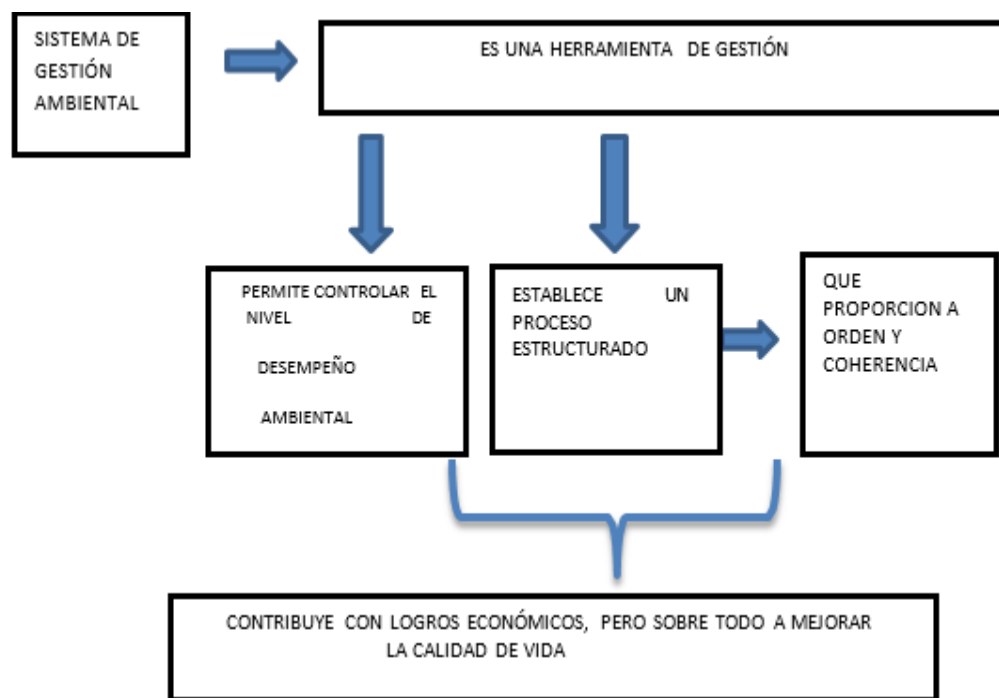 SISTEMA DE
GESTIÓN
AMBIENTAL
ES UNA HERRAMIENTA DE GESTIÓN
PERMITE CONTROLAR EL
NIVEL DE
DESEMPEÑO
AMBIENTAL
ESTABLECE UN
PROCESO
ESTRUCTURADO
QUE
PROPORCION A
ORDEN Y
COHERENCIA
CONTRIBUYE CON LOGROS ECONÓMICOS, PERO SOBRE TODO A MEJORAR
LA CALIDAD DE VIDA